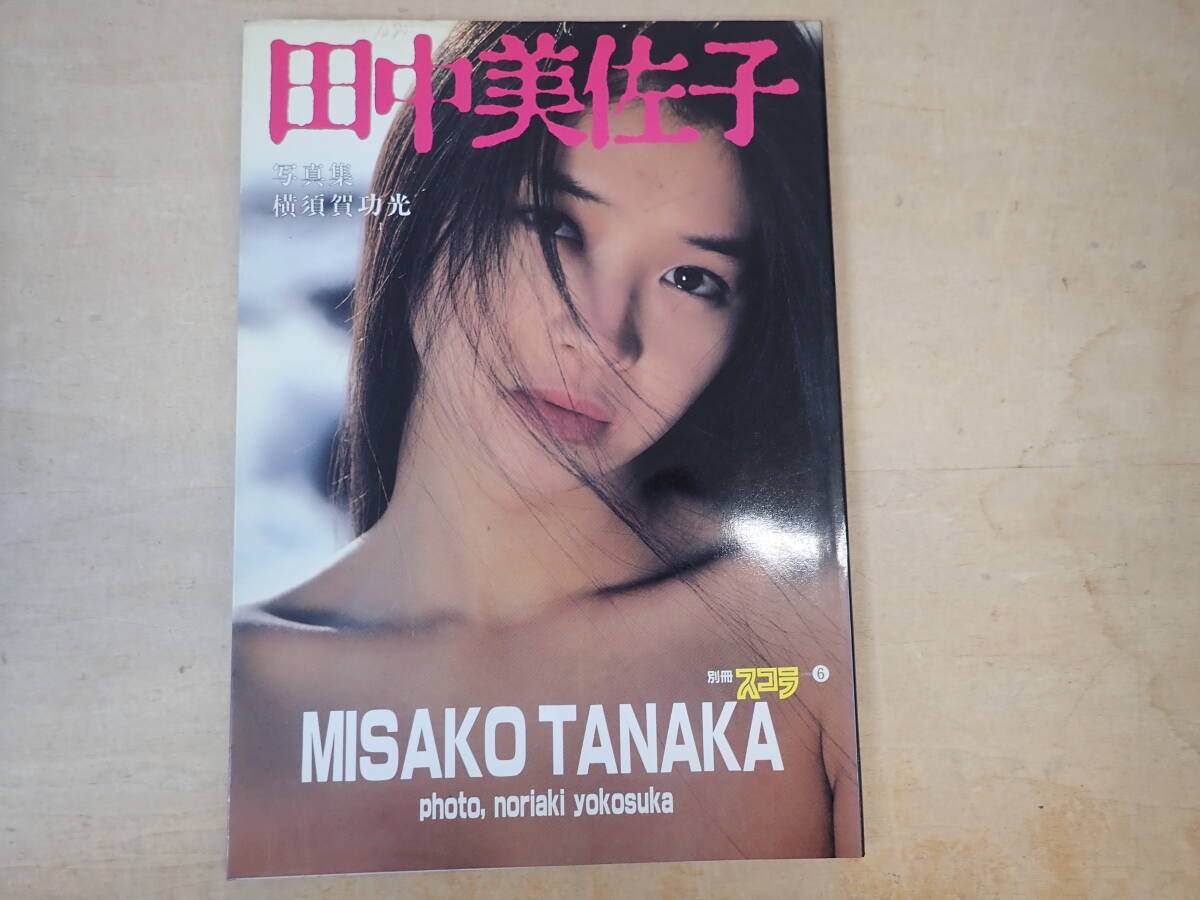 田中美佐子
写真集
横須賀功光
別冊スコラ 6
MISAKO TANAKA
photo, noriaki yokosuka